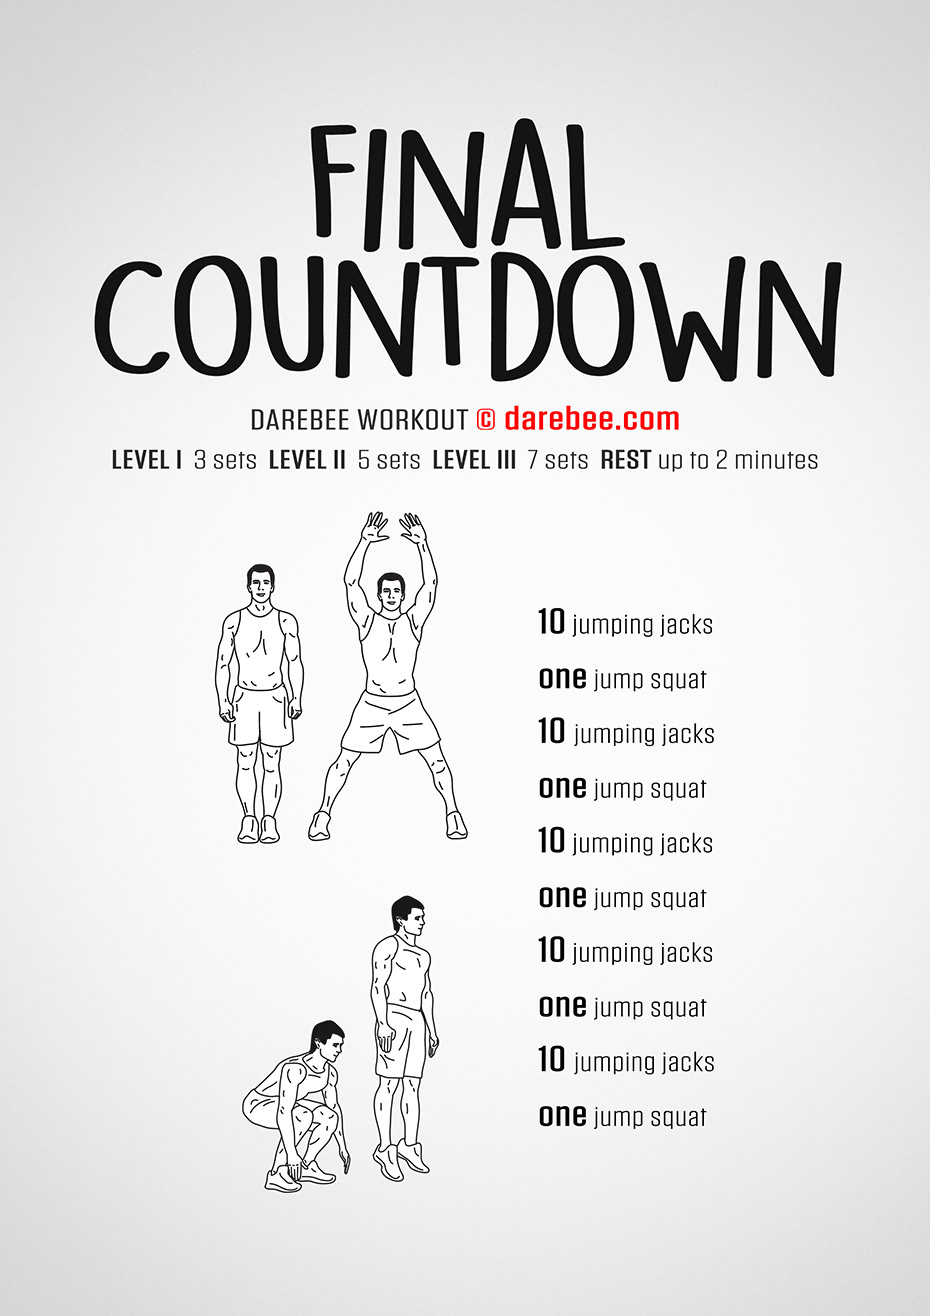 FINAL
COUNTDOWN
DAREBEE WORKOUT © darebee.com
LEVEL I 3 sets LEVEL II 5 sets LEVEL III 7 sets REST up to 2 minutes
10 jumping jacks
one jump squat
10 jumping jacks
one jump squat
10 jumping jacks
one jump squat
10 jumping jacks
one jump squat
10 jumping jacks
one jump squat